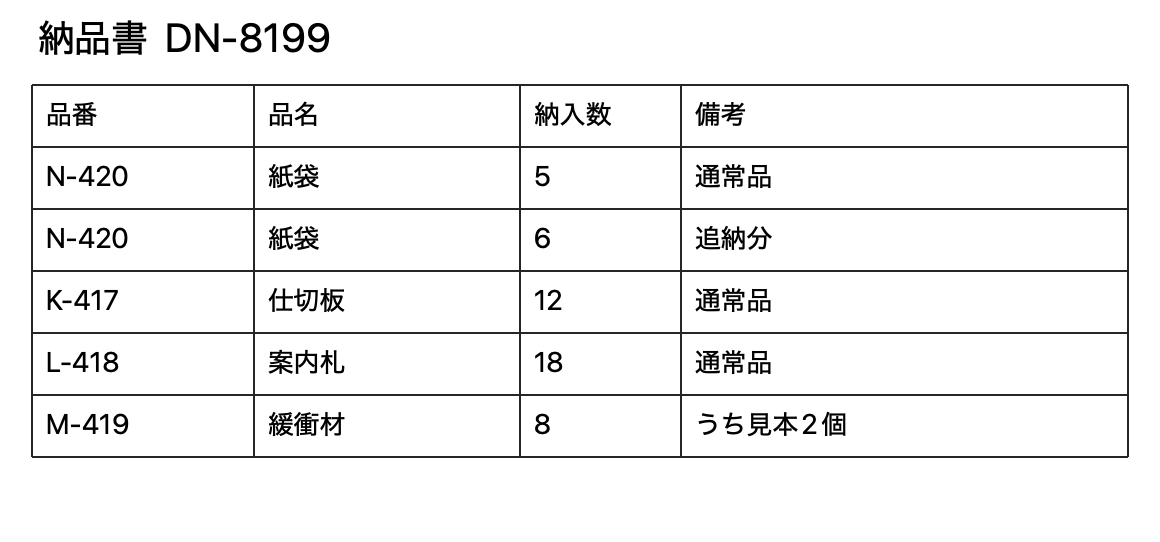 納品書 DN-8199
品番 品名 納入数 備考
N-420 紙袋 5 通常品
N-420 紙袋 6 追納分
K-417 仕切板 12 通常品
L-418 案内札 18 通常品
M-419 緩衝材 8 うち見本2個